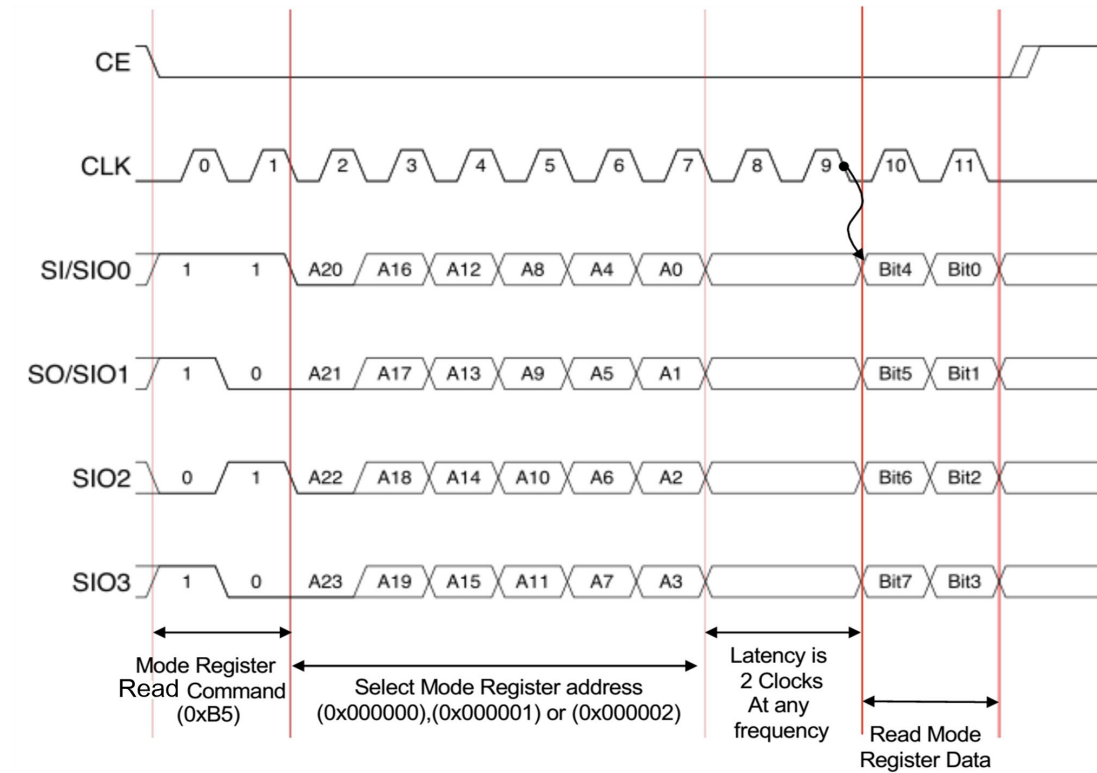 CE
CLK 0 1 2 3 4 5 6 7 8 9 10 11
SI/SIO0 1 1 A20 A16 A12 A8 A4 A0 Bit4 Bit0
SO/SIO1 1 0 A21 A17 A13 A9 A5 A1 Bit5 Bit1
SIO2 0 1 A22 A18 A14 A10 A6 A2 Bit6 Bit2
SIO3 1 0 A23 A19 A15 A11 A7 A3 Bit7 Bit3
Mode Register
Read Command
(0xB5)
Select Mode Register address
(0x000000),(0x000001) or (0x000002)
Latency is
2 Clocks
At any
frequency
Read Mode
Register Data